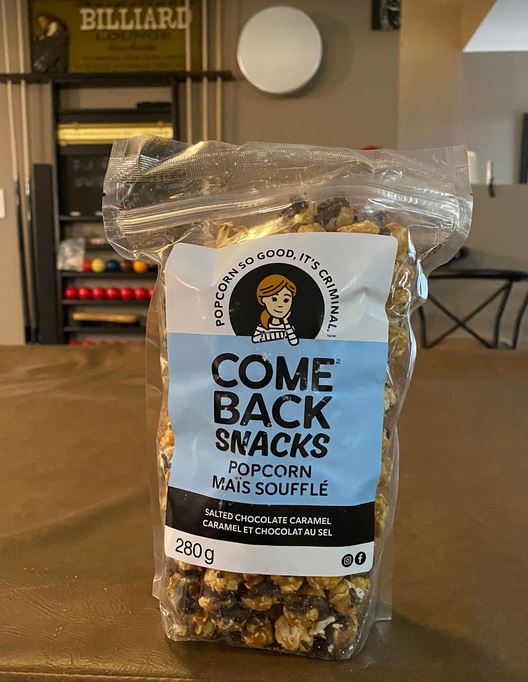 BILLIARD
LOUNGE
POPCORN SO GOOD, IT'S CRIMINAL.
COME
BACK
SNACKS
POPCORN
MAÏS SOUFFLÉ
SALTED CHOCOLATE CARAMEL
CARAMEL ET CHOCOLAT AU SEL
280g